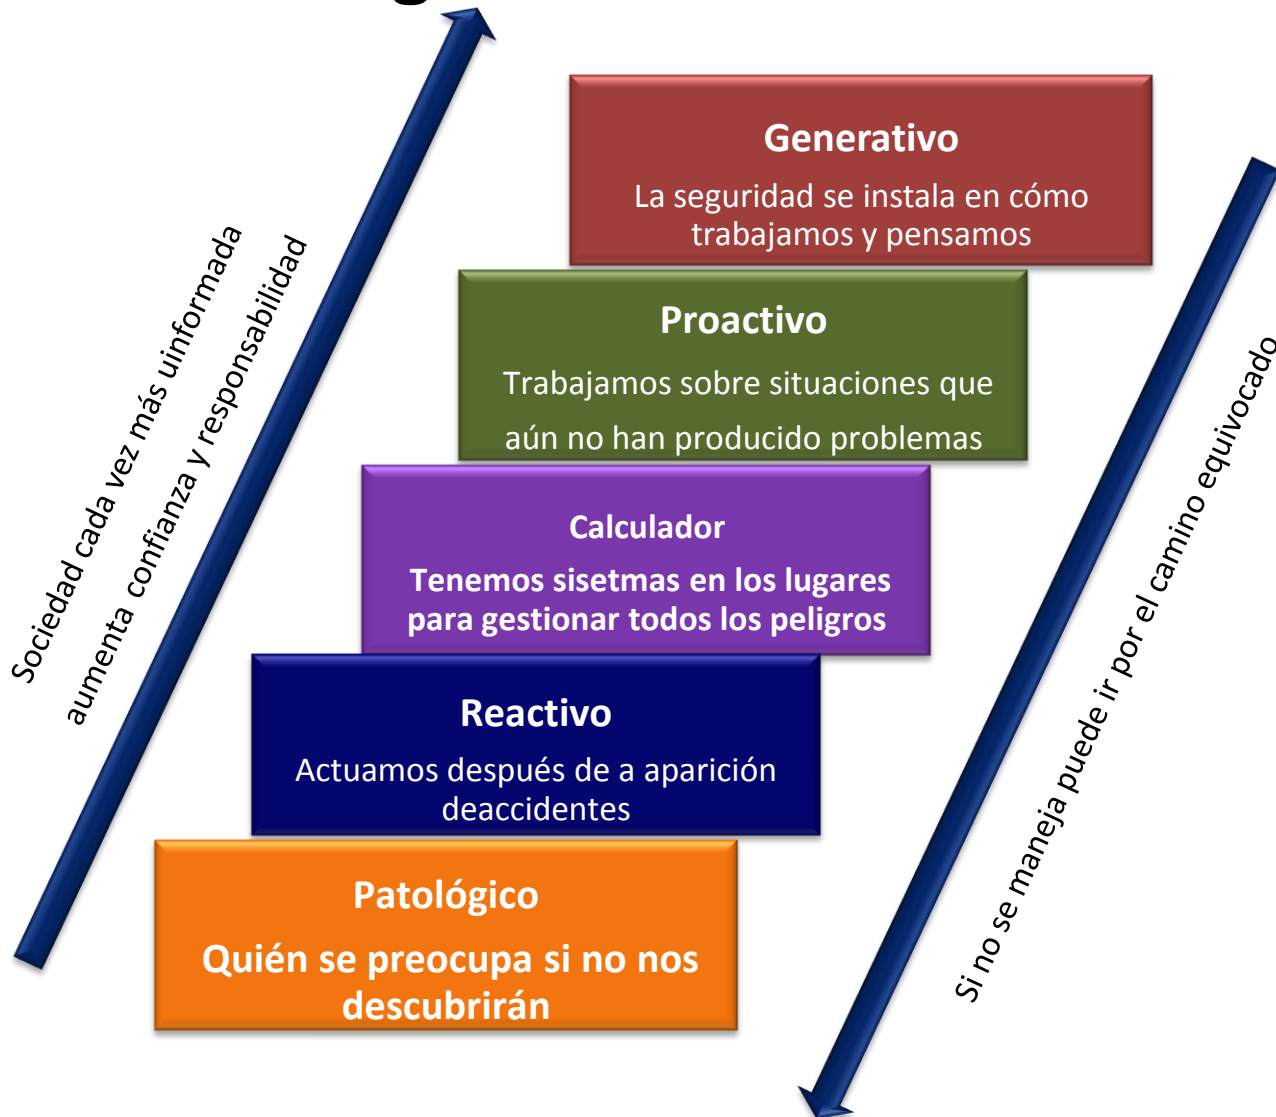 Generativo
La seguridad se instala en cómo
trabajamos y pensamos
Proactivo
Trabajamos sobre situaciones que
aún no han producido problemas
Calculador
Tenemos sisetmas en los lugares
para gestionar todos los peligros
Reactivo
Actuamos después de a aparición
deaccidentes
Patológico
Quién se preocupa si no nos
descubrirán
Sociedad cada vez más uinformada
aumenta confianza y responsabilidad
Si no se maneja puede ir por el camino equivocado